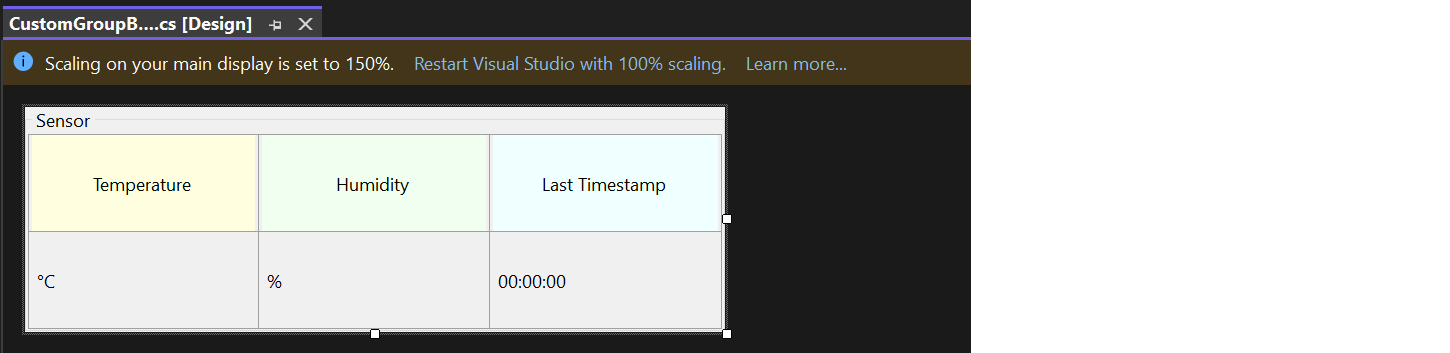 CustomGroupB....cs [Design]
Scaling on your main display is set to 150%. Restart Visual Studio with 100% scaling. Learn more...
Sensor
Temperature Humidity Last Timestamp
°C % 00:00:00